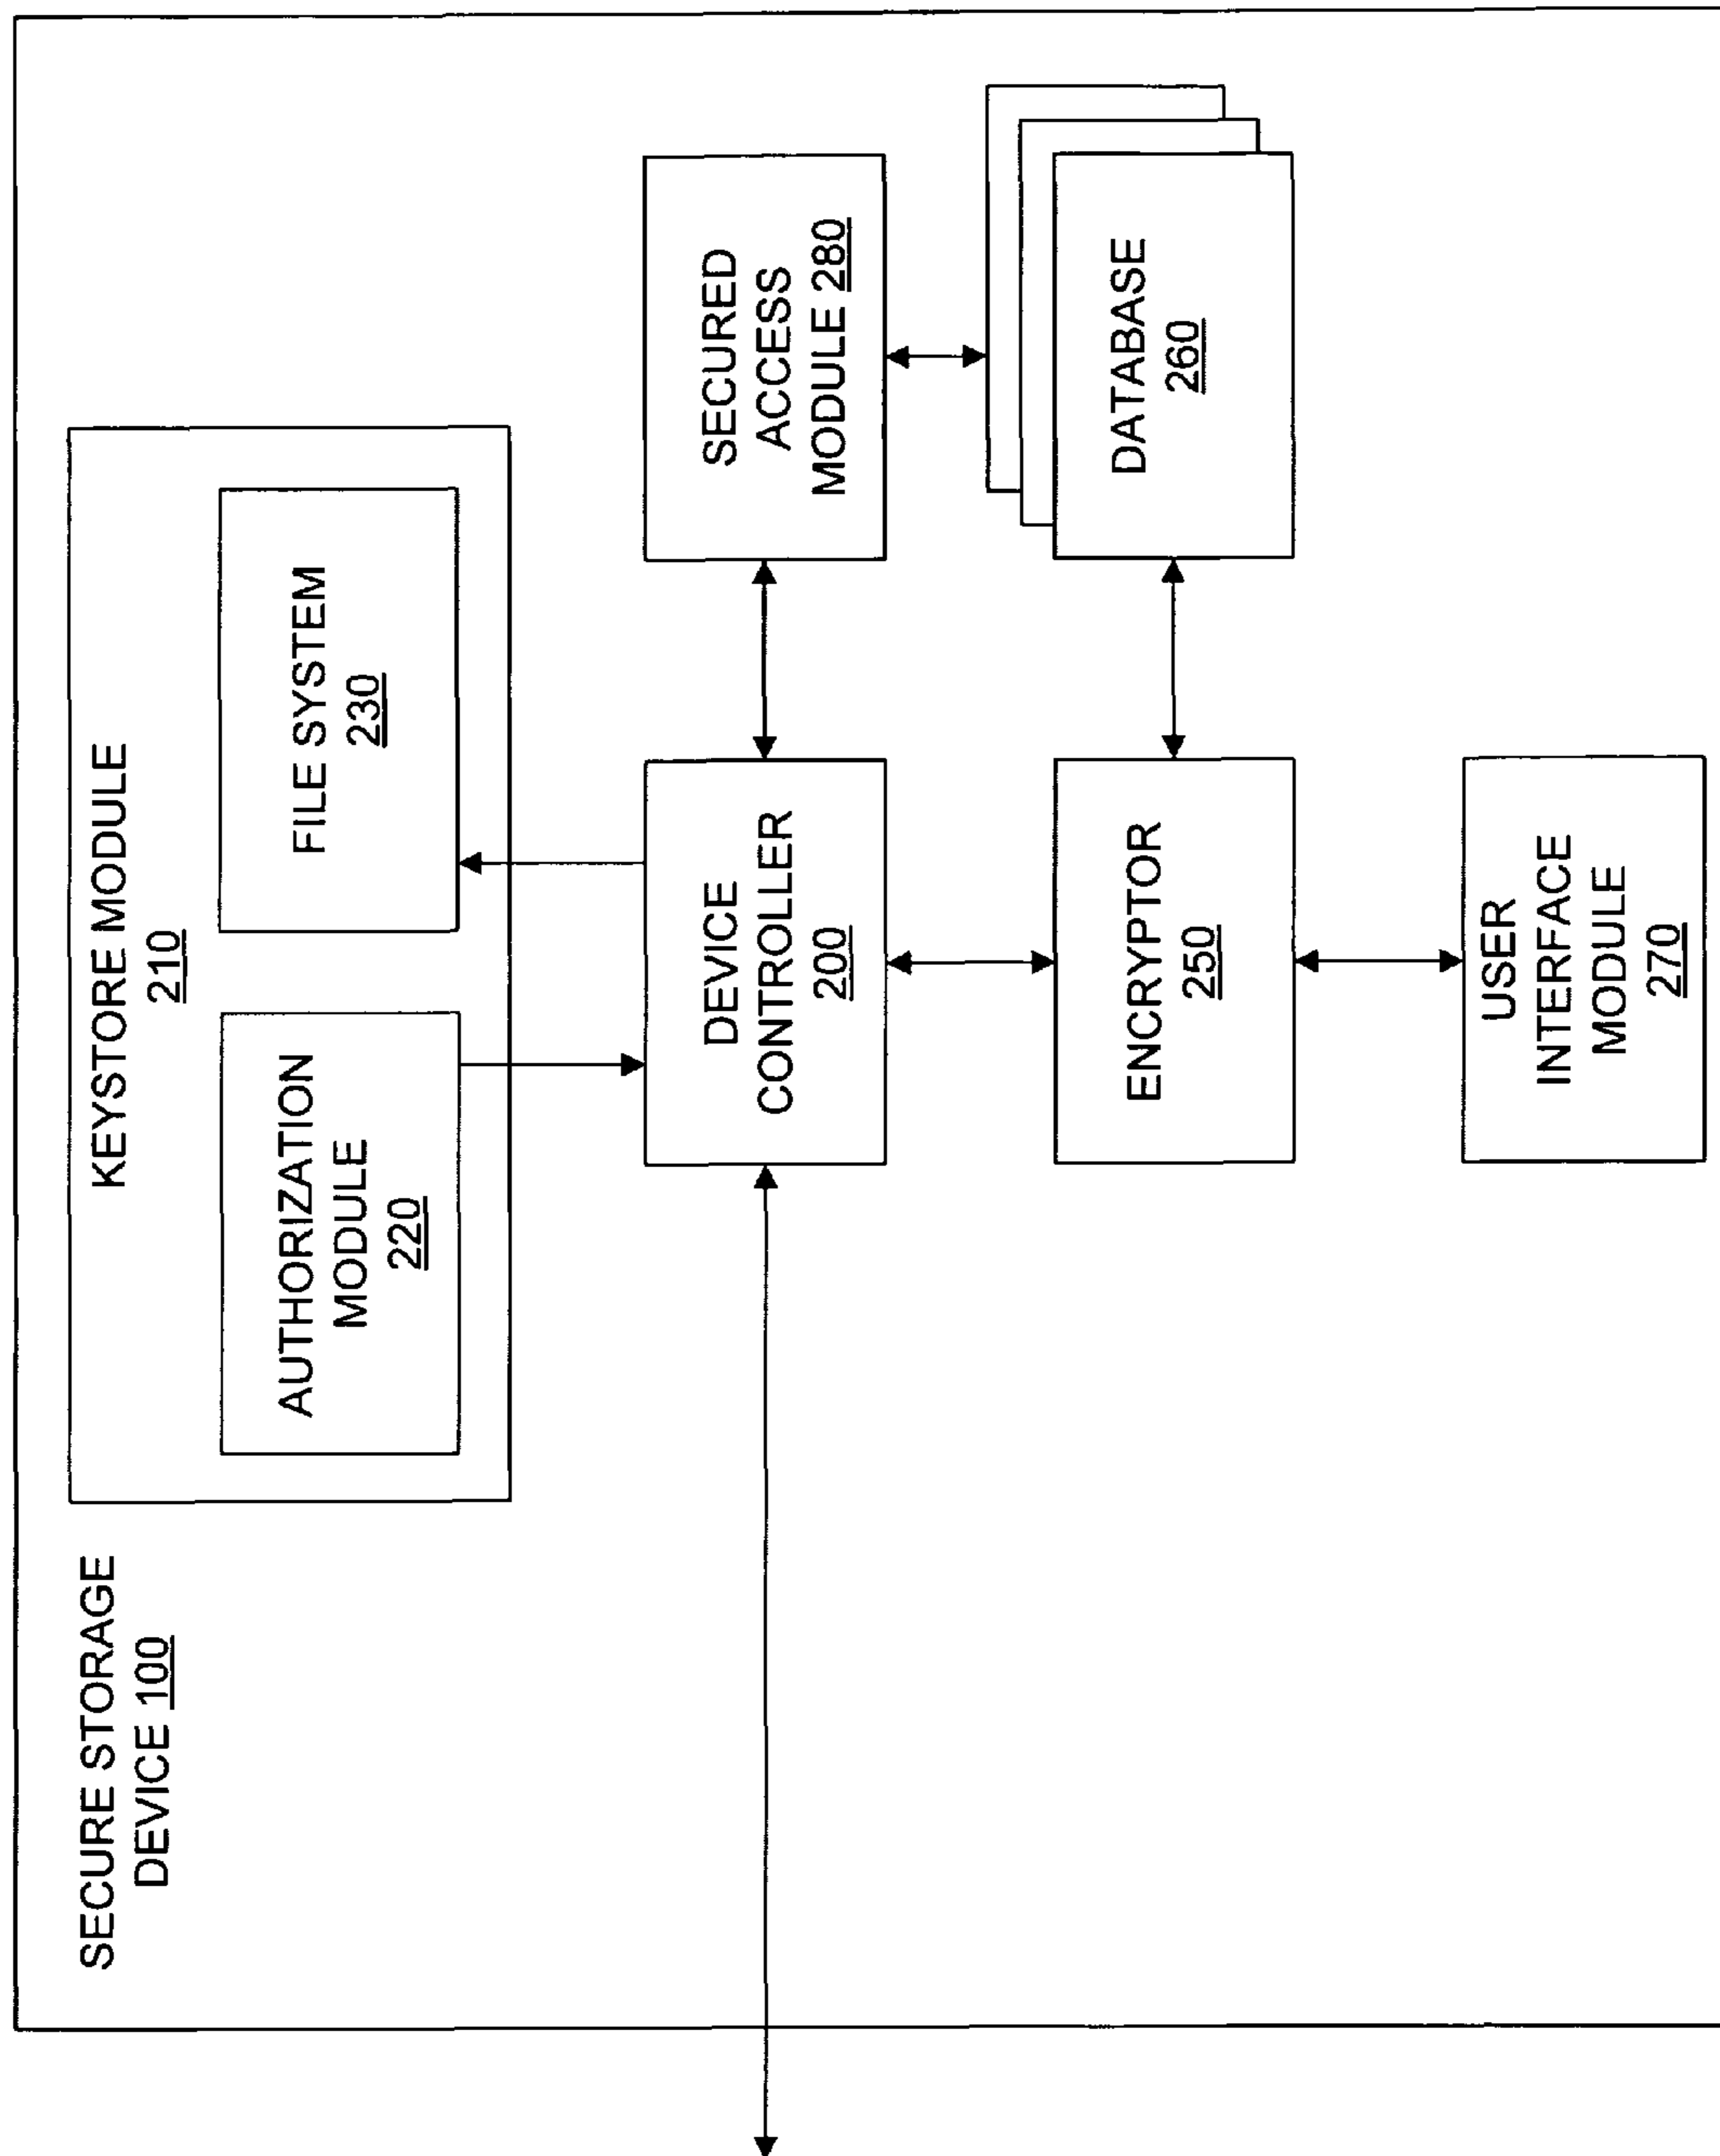 SECURE STORAGE
DEVICE 100
KEYSTORE MODULE
210
AUTHORIZATION
MODULE
220
FILE SYSTEM
230
DEVICE
CONTROLLER
200
SECURED
ACCESS
MODULE 280
ENCRYPTOR
250
DATABASE
260
USER
INTERFACE
MODULE
270